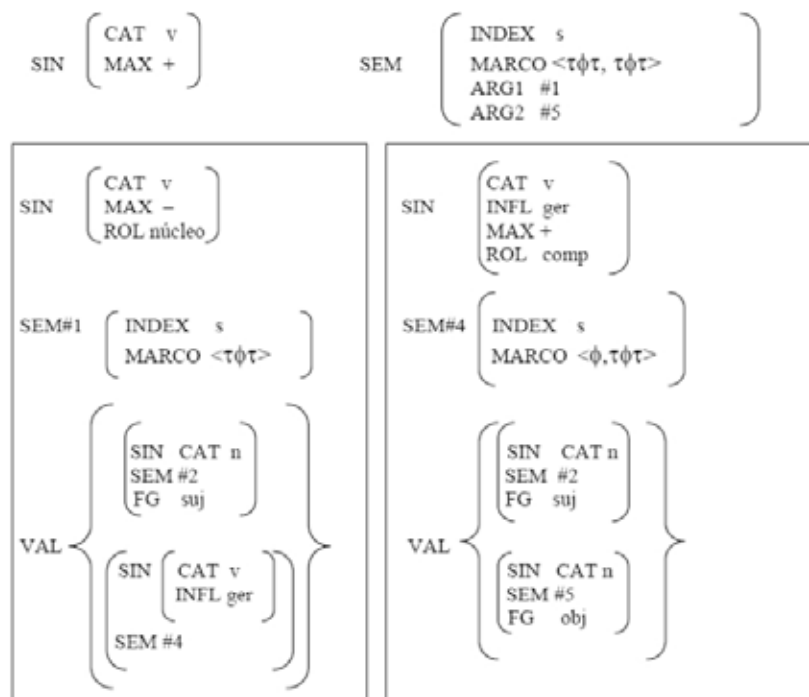 CAT v
SIN MAX +
INDEX s
SEM MARCO <τϕτ, τϕτ>
ARG1 #1
ARG2 #5
CAT v
SIN MAX –
ROL núcleo
SEM#1 INDEX s
MARCO <τϕτ>
SIN CAT n
SEM #2
FG suj
VAL
SIN CAT v
INFL ger
SEM #4
CAT v
SIN INFL ger
MAX +
ROL comp
SEM#4 INDEX s
MARCO <ϕ,τϕτ>
SIN CAT n
SEM #2
FG suj
VAL
SIN CAT n
SEM #5
FG obj